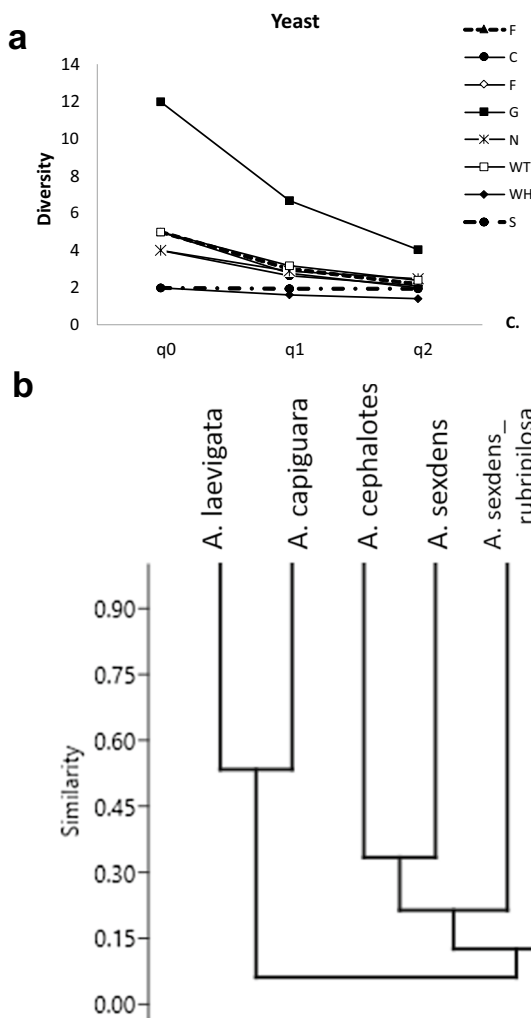 Yeast
a
14
12
10
8
6
4
2
0
Diversity
q0
q1
q2
F
C
F
G
N
WT
WH
S
C.
b
A. laevigata
A. capiguara
A. cephalotes
A. sexdens
A. sexdens_
rubripilosa
0.90
0.75
0.60
0.45
0.30
0.15
0.00
Similarity